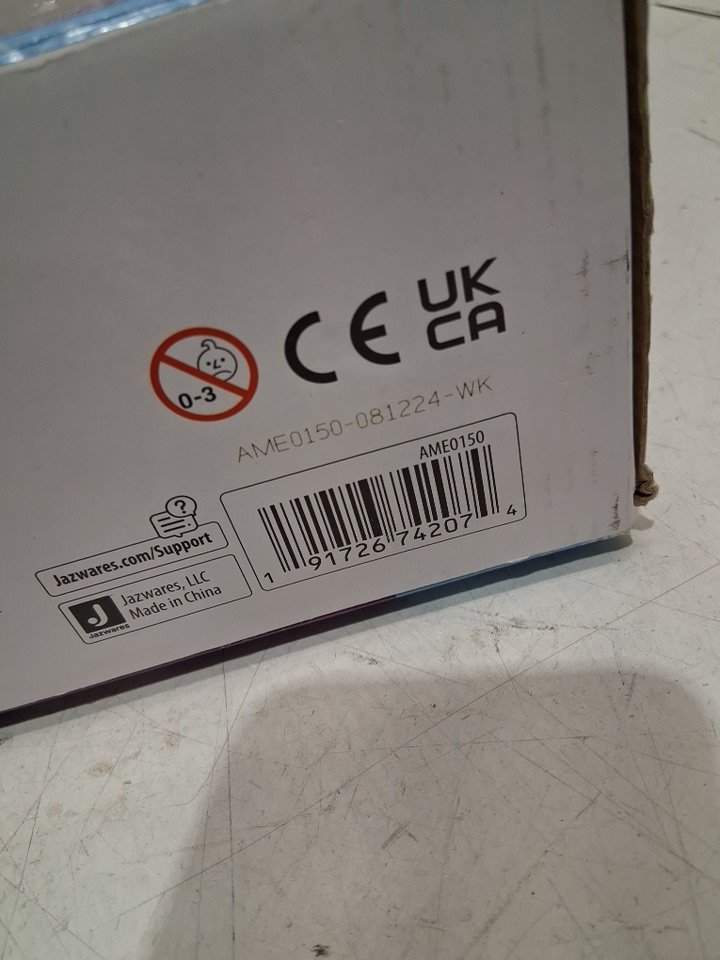 0-3
CE
UK
CA
AME0150-081224-WK
AME0150
1 91726 74207 4
?
Jazwares.com/Support
J
Jazwares
Jazwares, LLC
Made in China